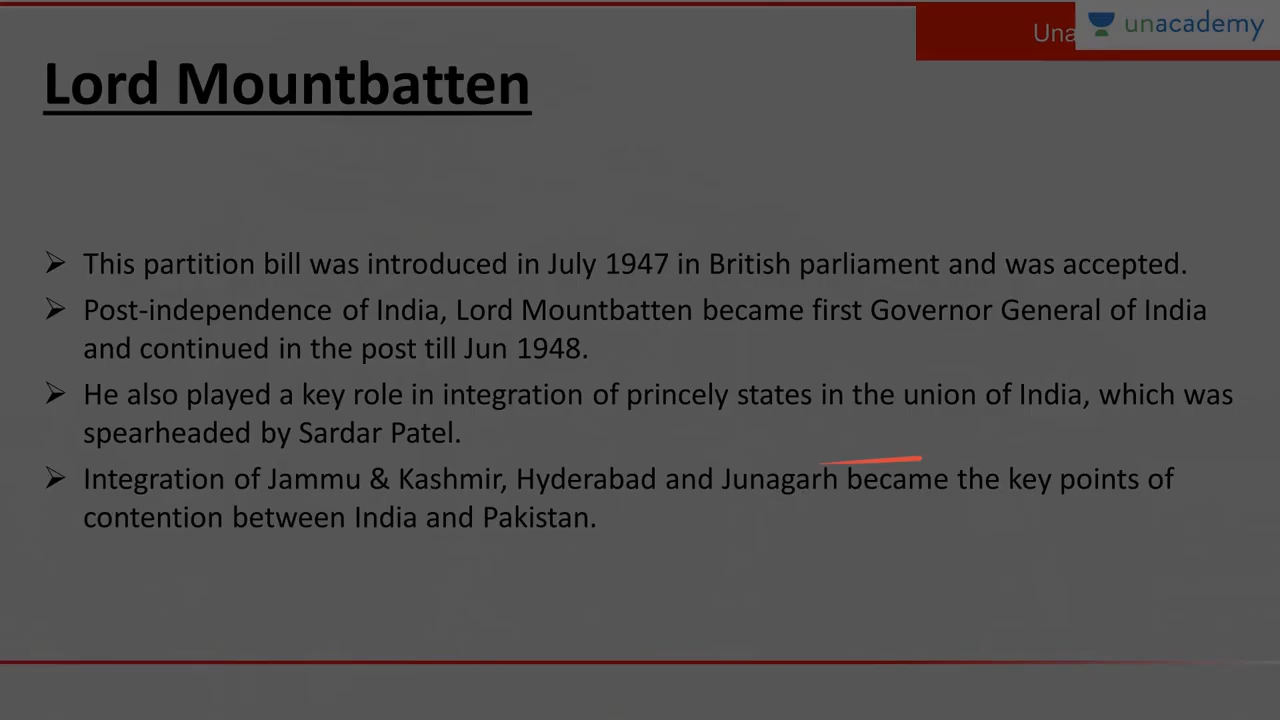 Una
unacademy
Lord Mountbatten
This partition bill was introduced in July 1947 in British parliament and was accepted.
Post-independence of India, Lord Mountbatten became first Governor General of India
and continued in the post till Jun 1948.
He also played a key role in integration of princely states in the union of India, which was
spearheaded by Sardar Patel.
Integration of Jammu & Kashmir, Hyderabad and Junagarh became the key points of
contention between India and Pakistan.